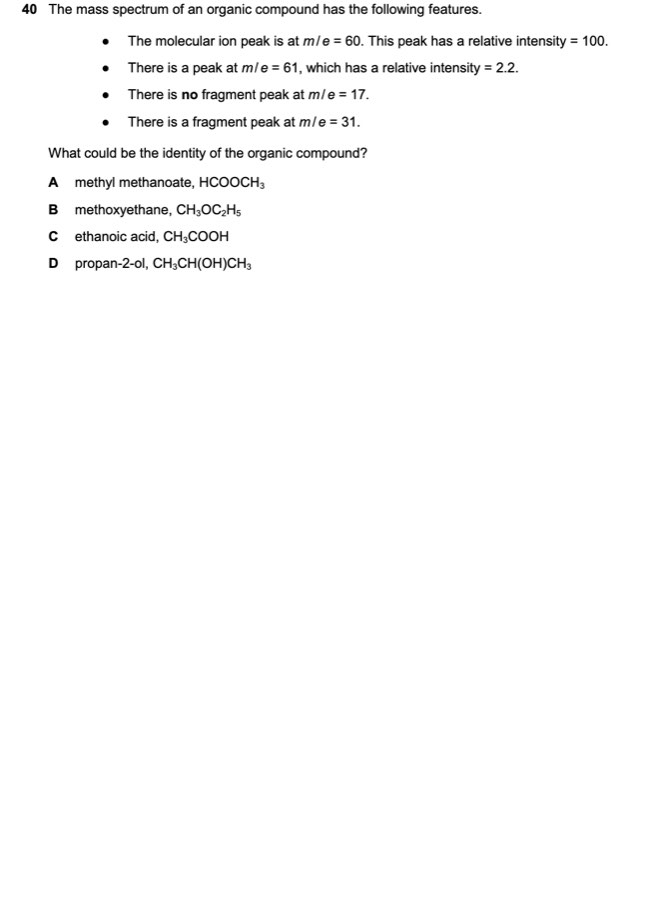 40 The mass spectrum of an organic compound has the following features.
• The molecular ion peak is at m/e = 60. This peak has a relative intensity = 100.
• There is a peak at m/e = 61, which has a relative intensity = 2.2.
• There is no fragment peak at m/e = 17.
• There is a fragment peak at m/e = 31.
What could be the identity of the organic compound?
A methyl methanoate, HCOOCH₃
B methoxyethane, CH₃OC₂H₅
C ethanoic acid, CH₃COOH
D propan-2-ol, CH₃CH(OH)CH₃